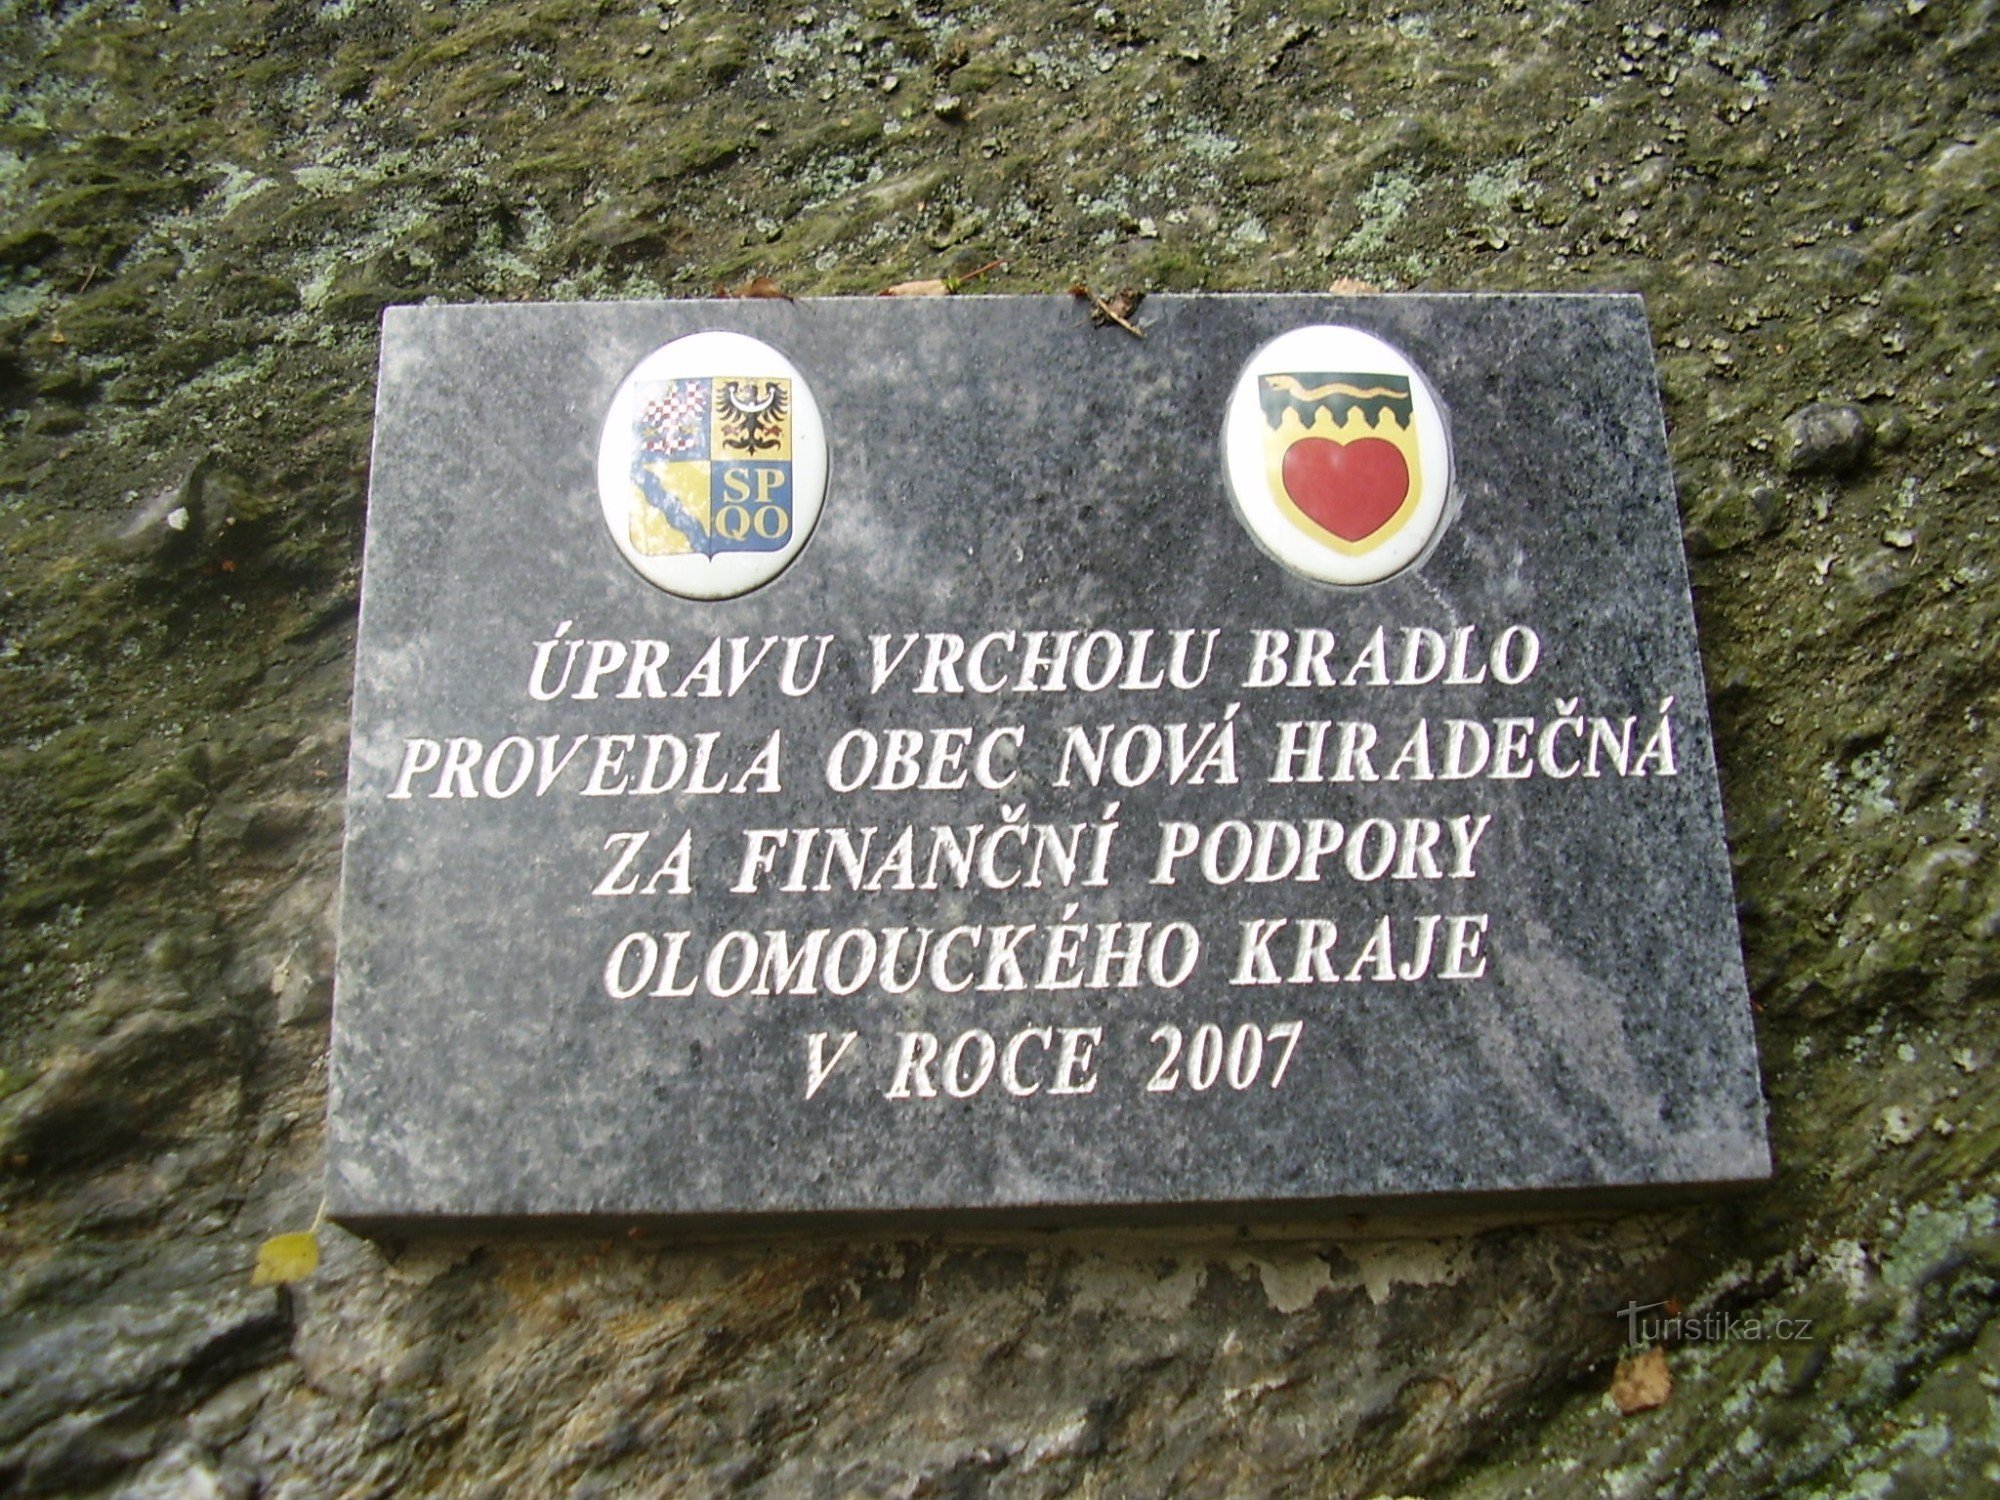 SP
QO
ÚPRAVU VRCHOLU BRADLO
PROVEDLA OBEC NOVÁ HRADEČNÁ
ZA FINANČNÍ PODPORY
OLOMOUCKÉHO KRAJE
V ROCE 2007
Turistika.cz